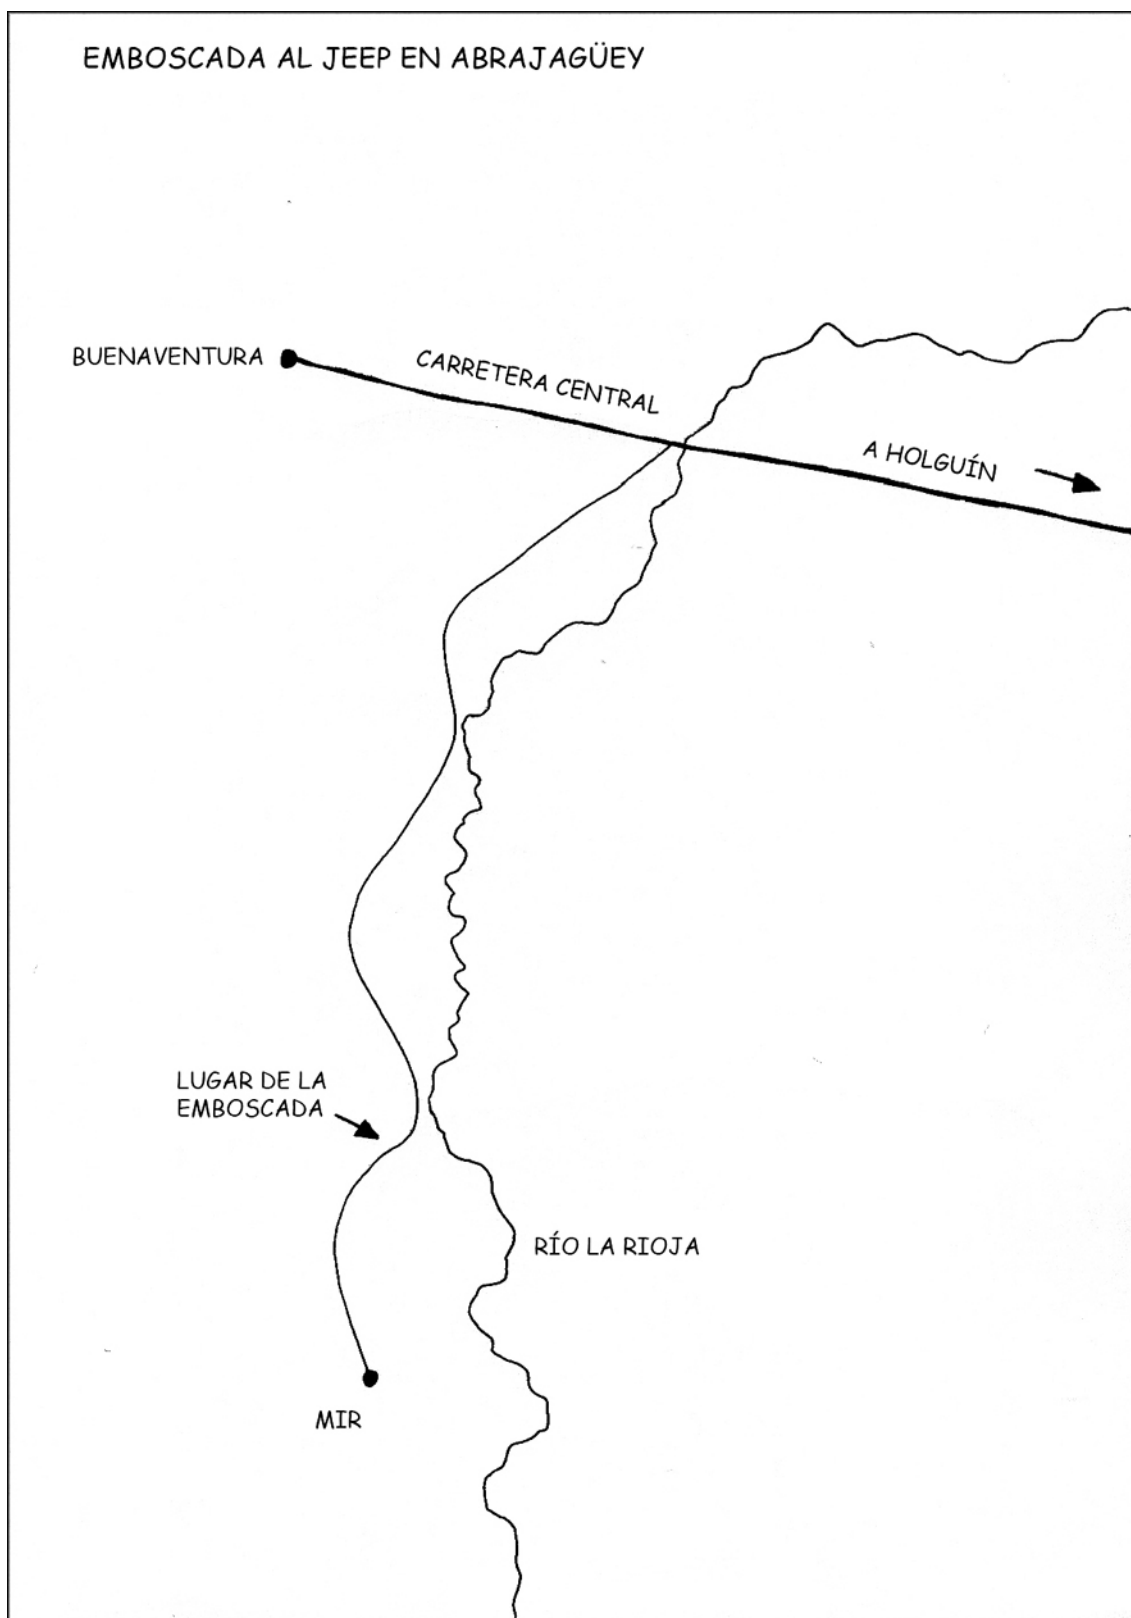 EMBOSCADA AL JEEP EN ABRAJAGÜEY
BUENAVENTURA
CARRETERA CENTRAL
A HOLGUÍN
LUGAR DE LA
EMBOSCADA
RÍO LA RIOJA
MIR